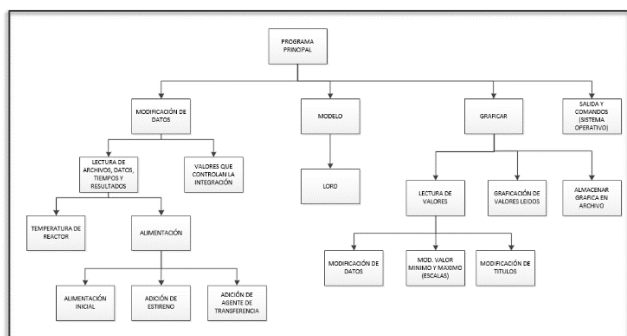 PROGRAMA
PRINCIPAL
MODIFICACIÓN DE
DATOS
MODELO
GRAFICAR
SALIDA Y
COMANDOS
(SISTEMA
OPERATIVO)
LECTURA DE
ARCHIVOS, DATOS,
TIEMPOS Y
RESULTADOS
VALORES QUE
CONTROLAN LA
INTEGRACIÓN
LORO
LECTURA DE
VALORES
GRAFICACIÓN DE
VALORES LEIDOS
ALMACENAR
GRAFICA EN
ARCHIVO
TEMPERATURA DE
REACTOR
ALIMENTACIÓN
MODIFICACIÓN DE
DATOS
MOD. VALOR
MINIMO Y MAXIMO
(ESCALAS)
MODIFICACIÓN DE
TITULOS
ALIMENTACIÓN
INICIAL
ADICIÓN DE
ESTIRENO
ADICIÓN DE
AGENTE DE
TRANSFERENCIA